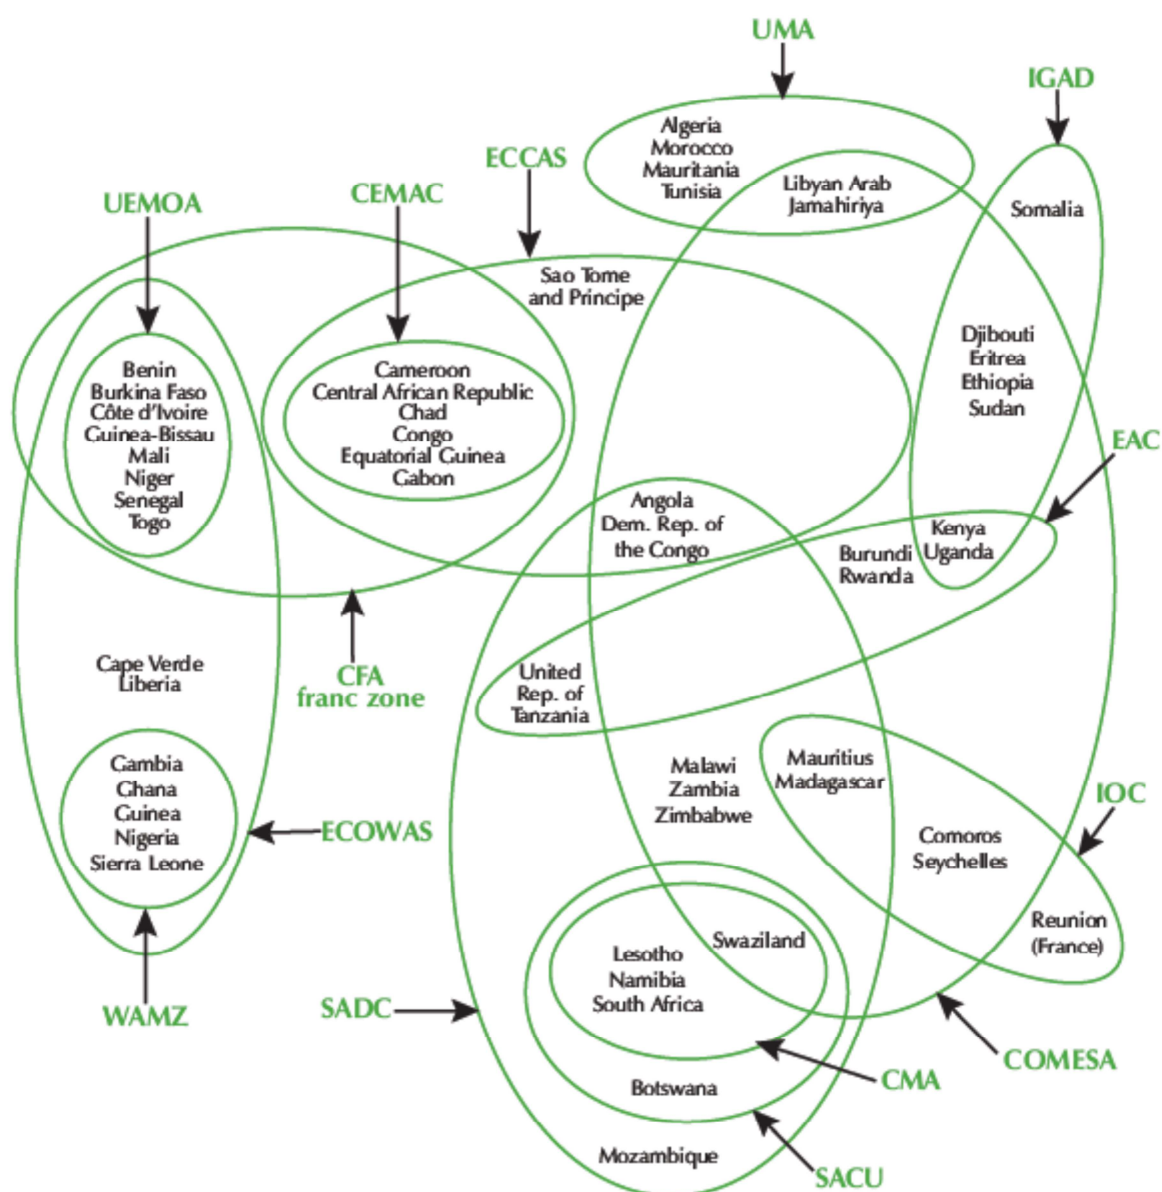 UMA
IGAD
ECCAS
CEMAC
UEMOA
Algeria
Morocco
Mauritania
Tunisia
Libyan Arab
Jamahiriya
Somalia
Sao Tome
and Principe
Djibouti
Eritrea
Ethiopia
Sudan
Benin
Burkina Faso
Côte d'Ivoire
Guinea-Bissau
Mali
Niger
Senegal
Togo
Cameroon
Central African Republic
Chad
Congo
Equatorial Guinea
Gabon
EAC
Angola
Dem. Rep. of
the Congo
Burundi
Rwanda
Kenya
Uganda
Cape Verde
Liberia
CFA
franc zone
United
Rep. of
Tanzania
Gambia
Ghana
Guinea
Nigeria
Sierra Leone
ECOWAS
Malawi
Zambia
Zimbabwe
Mauritius
Madagascar
IOC
Comoros
Seychelles
Reunion
(France)
Swaziland
Lesotho
Namibia
South Africa
WAMZ
SADC
COMESA
CMA
Botswana
Mozambique
SACU